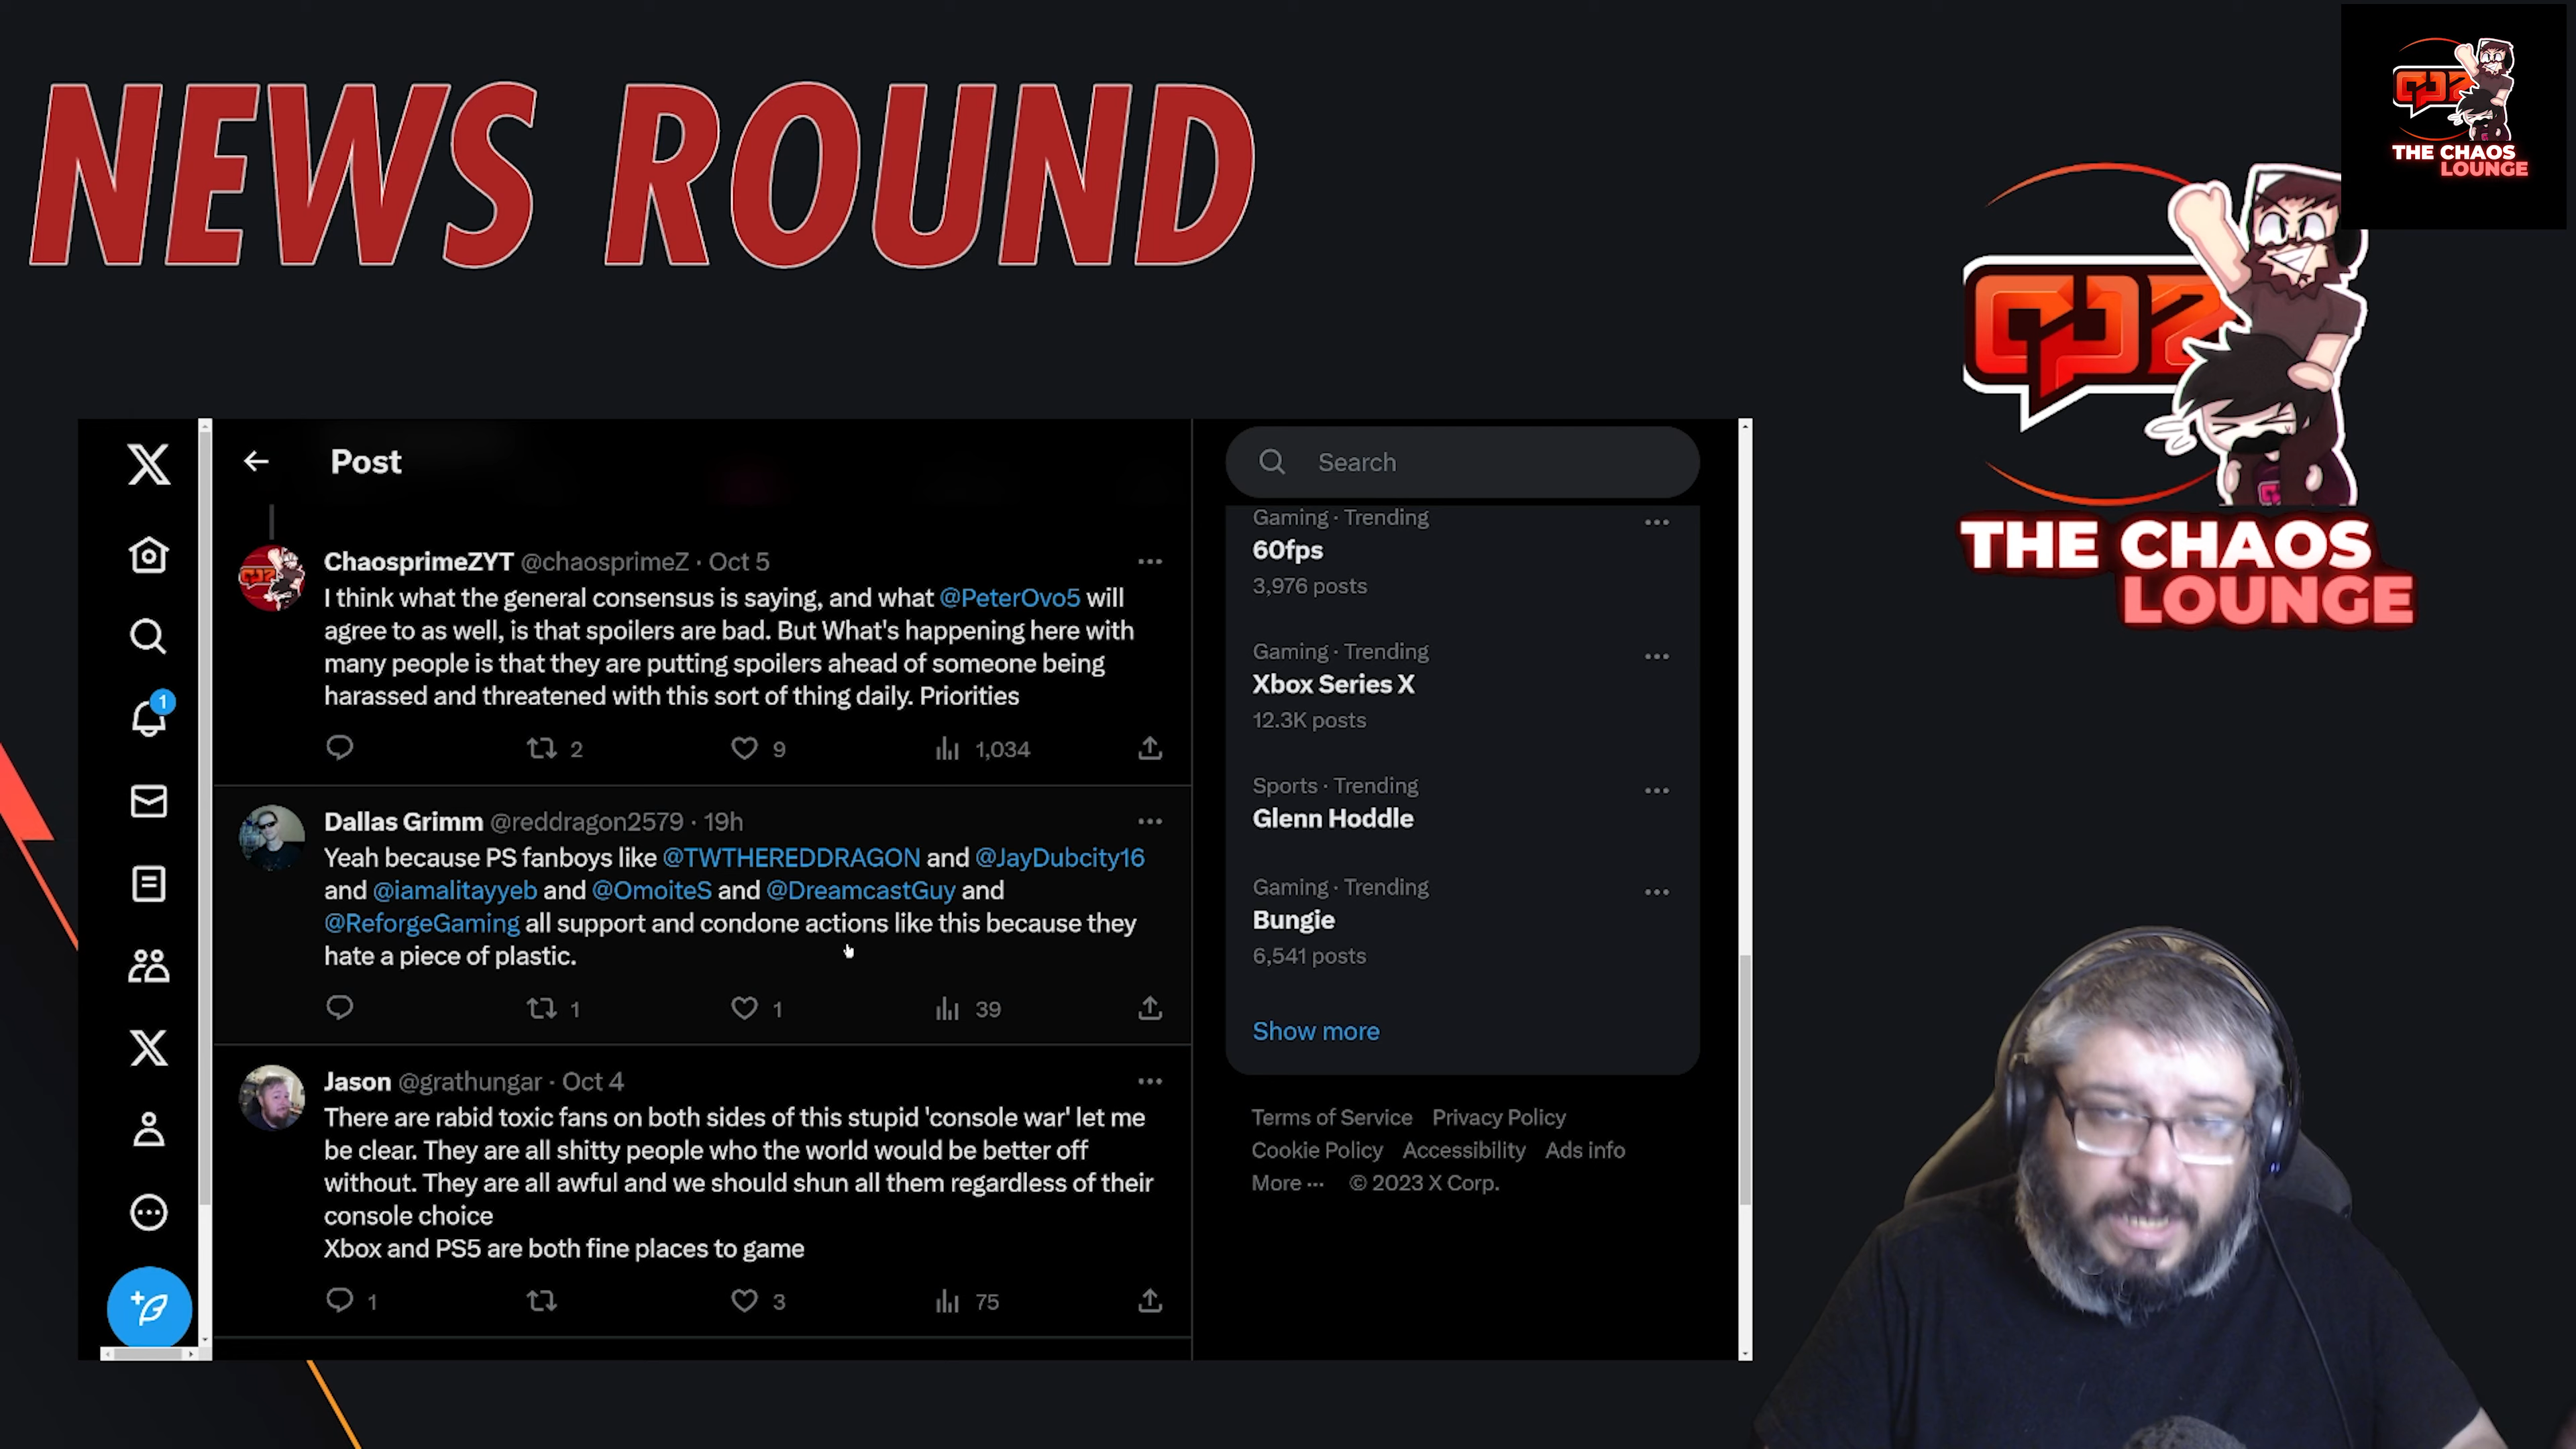 NEWS ROUND
THE CHAOS
LOUNGE
THE CHAOS
LOUNGE
Post
ChaosprimeZYT @chaosprimeZ · Oct 5
I think what the general consensus is saying, and what @PeterOvo5 will
agree to as well, is that spoilers are bad. But What's happening here with
many people is that they are putting spoilers ahead of someone being
harassed and threatened with this sort of thing daily. Priorities
2 9 1,034
Dallas Grimm @reddragon2579 · 19h
Yeah because PS fanboys like @TWTHEREDDRAGON and @JayDubcity16
and @iamalitayyeb and @OmoiteS and @DreamcastGuy and
@ReforgeGaming all support and condone actions like this because they
hate a piece of plastic.
1 1 39
Jason @grathungar · Oct 4
There are rabid toxic fans on both sides of this stupid 'console war' let me
be clear. They are all shitty people who the world would be better off
without. They are all awful and we should shun all them regardless of their
console choice
Xbox and PS5 are both fine places to game
1 3 75
1
Search
Gaming · Trending
60fps
3,976 posts
Gaming · Trending
Xbox Series X
12.3K posts
Sports · Trending
Glenn Hoddle
Gaming · Trending
Bungie
6,541 posts
Show more
Terms of Service Privacy Policy
Cookie Policy Accessibility Ads info
More ··· © 2023 X Corp.